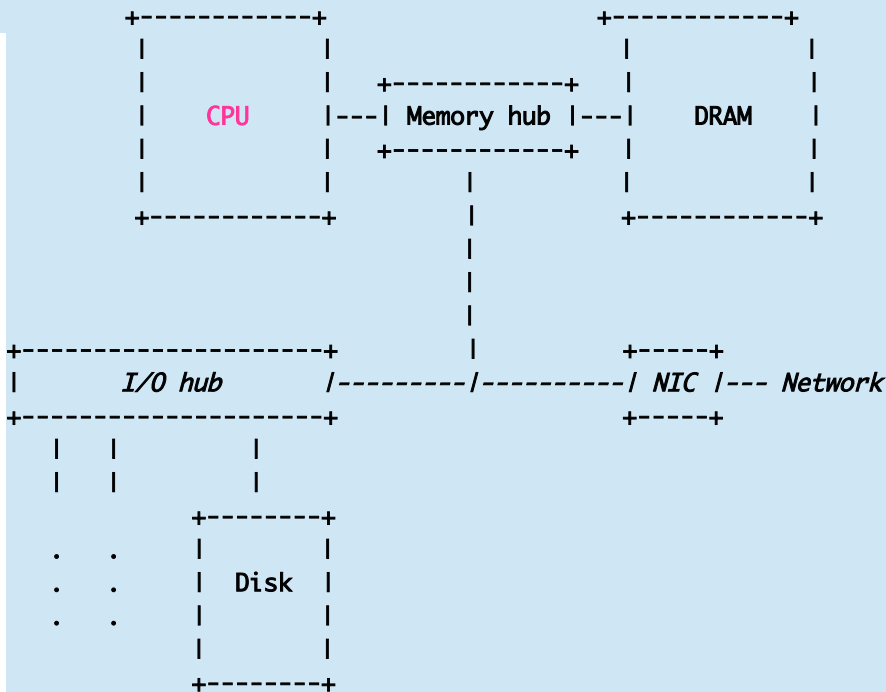 CPU
Memory hub
DRAM
I/O hub
NIC
Network
Disk